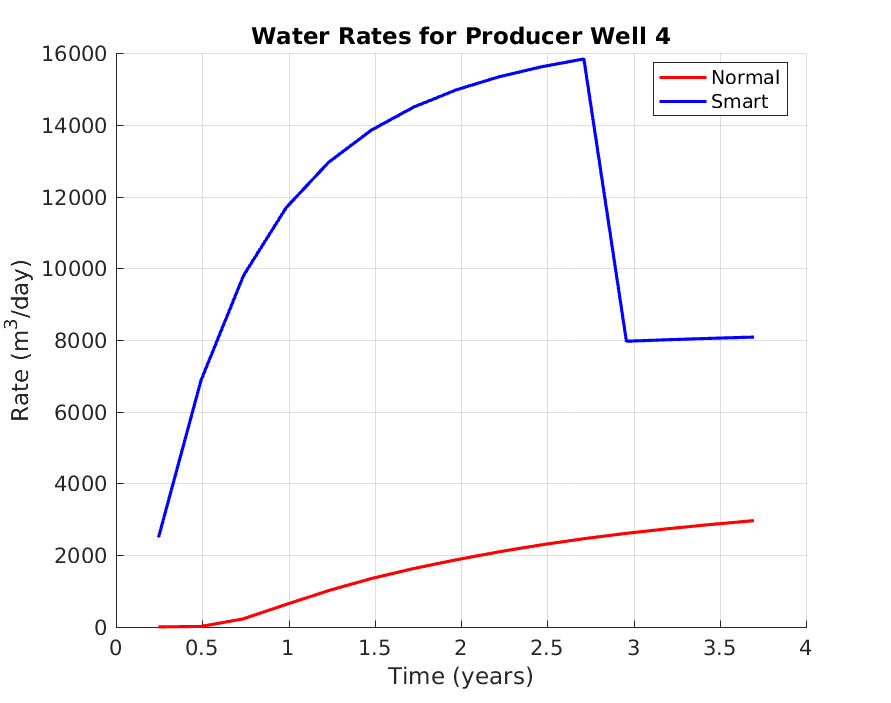 Water Rates for Producer Well 4
Normal
Smart
16000
14000
12000
10000
8000
6000
4000
2000
0
Rate (m³/day)
0 0.5 1 1.5 2 2.5 3 3.5 4
Time (years)